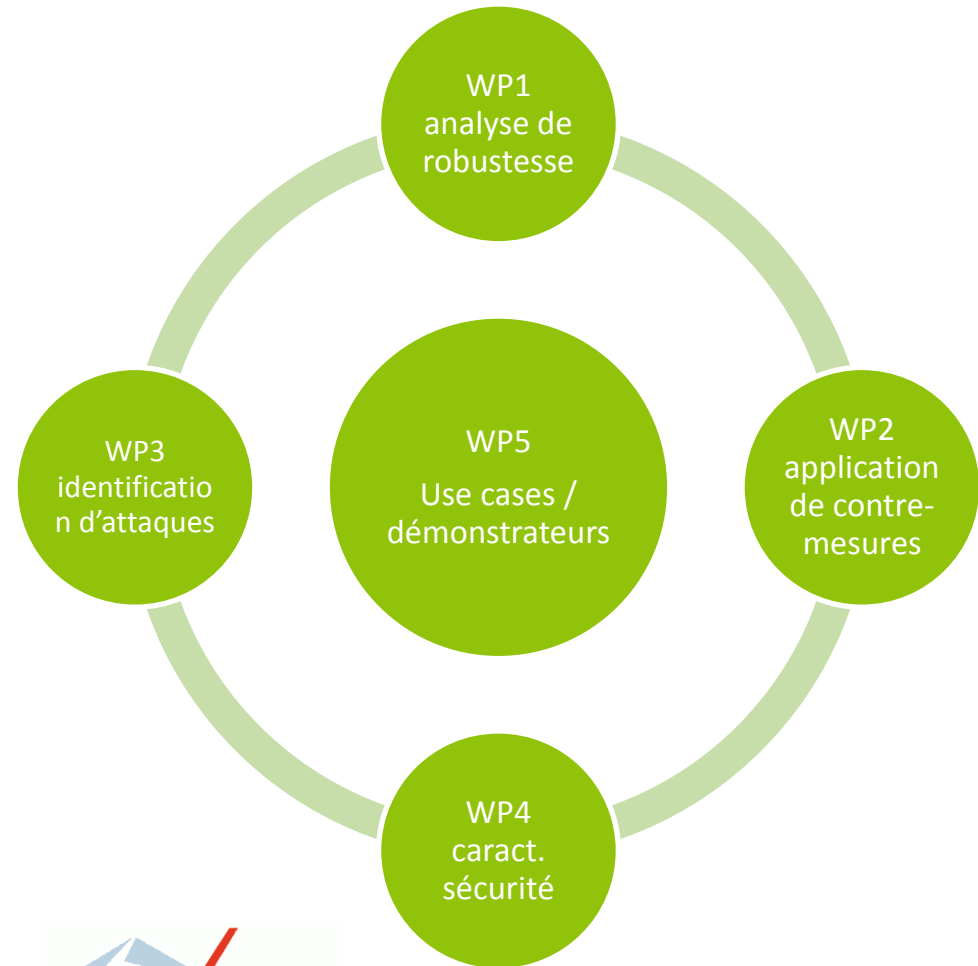 WP1
analyse de
robustesse
WP3
identificatio
n d’attaques
WP5
Use cases /
démonstrateurs
WP2
application
de contre-
mesures
WP4
caract.
sécurité